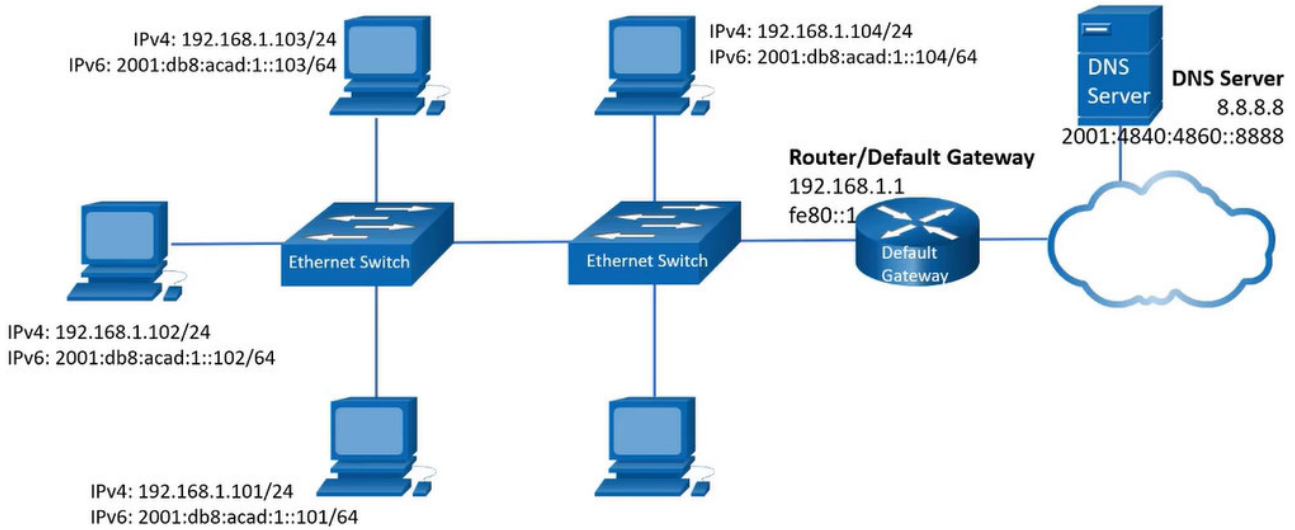 IPv4: 192.168.1.103/24
IPv6: 2001:db8:acad:1::103/64
IPv4: 192.168.1.104/24
IPv6: 2001:db8:acad:1::104/64
DNS
Server
DNS Server
8.8.8.8
2001:4840:4860::8888
Router/Default Gateway
192.168.1.1
fe80::1
Ethernet Switch
Ethernet Switch
Default
Gateway
IPv4: 192.168.1.102/24
IPv6: 2001:db8:acad:1::102/64
IPv4: 192.168.1.101/24
IPv6: 2001:db8:acad:1::101/64